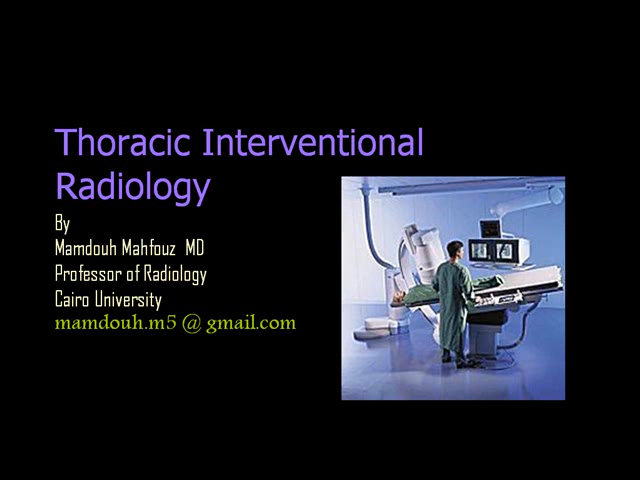 Thoracic Interventional
Radiology
By
Mamdouh Mahfouz  MD
Professor of Radiology
Cairo University
mamdouh.m5 @ gmail.com